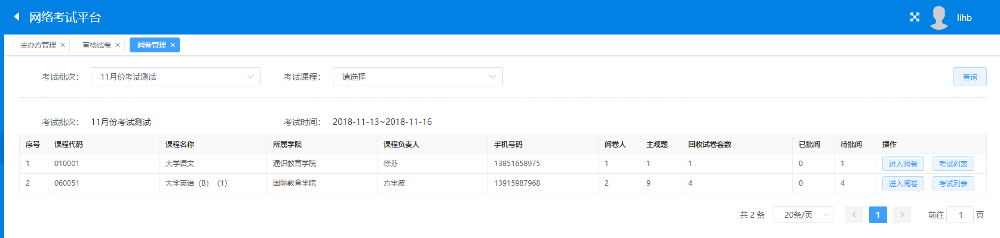 网络考试平台 lihb
主办方管理 × 审核试卷 × 阅卷管理 ×
考试批次： 11月份考试测试 考试课程： 请选择 查询
考试批次： 11月份考试测试 考试时间： 2018-11-13~2018-11-16
序号 课程代码 课程名称 所属学院 课程负责人 手机号码 阅卷人 主观题 回收试卷套数 已批阅 待批阅 操作
1 010001 大学语文 通识教育学院 徐芬 13851658975 1 1 1 0 1 进入阅卷 考试列表
2 060051 大学英语（B）（1） 国际教育学院 方宇波 13915987968 2 9 4 0 4 进入阅卷 考试列表
共 2 条 20条/页 1 前往 1 页